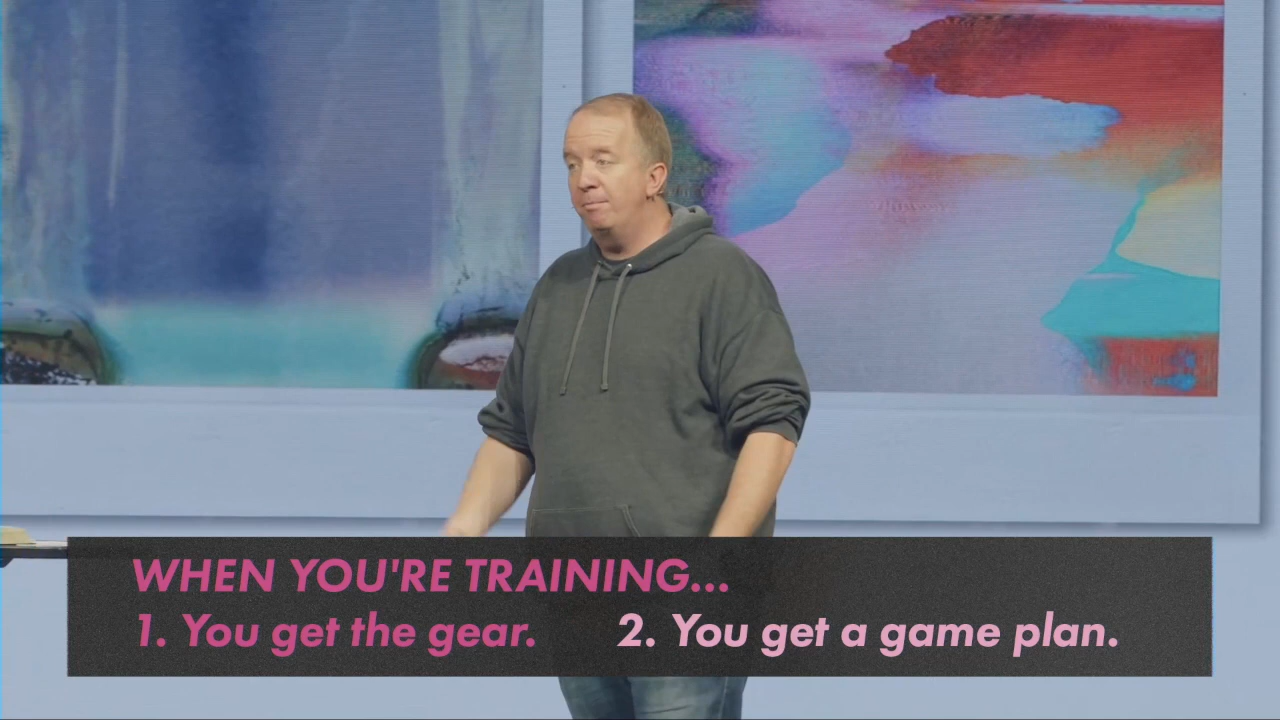 WHEN YOU'RE TRAINING...
1. You get the gear. 2. You get a game plan.